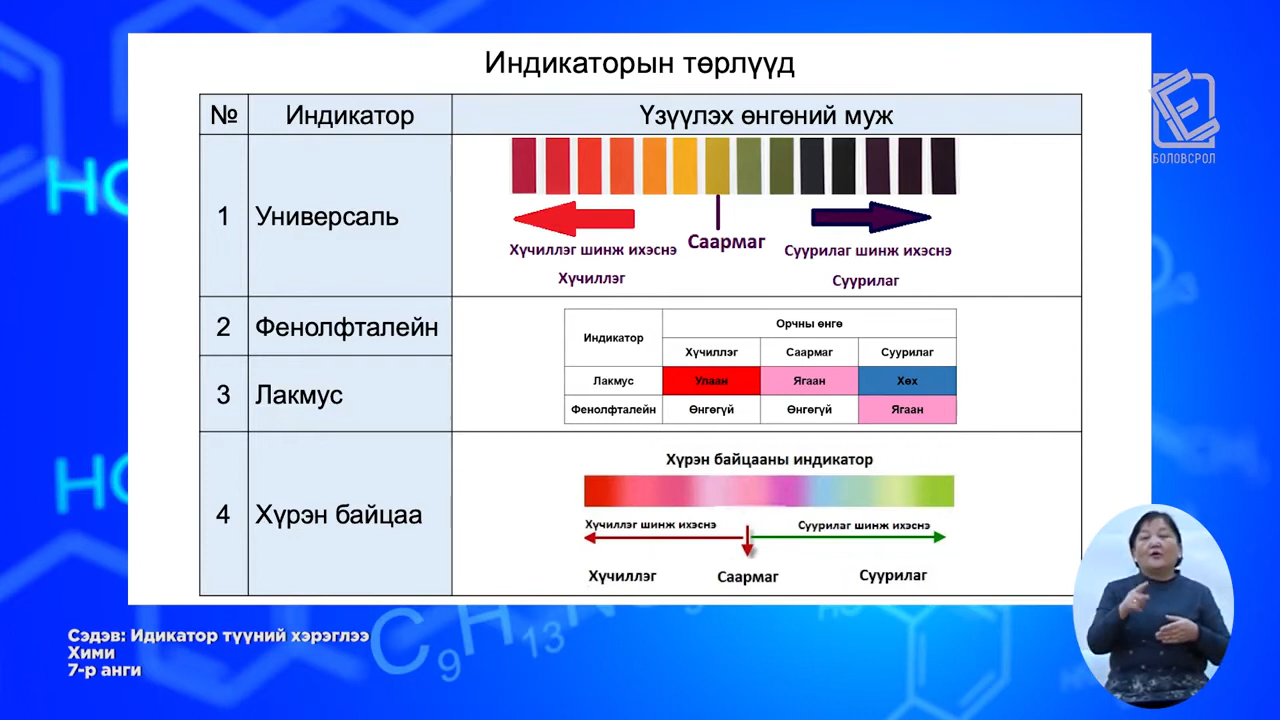 Индикаторын төрлүүд
№ Индикатор Үзүүлэх өнгөний муж
1 Универсаль
Саармаг
Хүчиллэг шинж ихэснэ Суурилаг шинж ихэснэ
Хүчиллэг Суурилаг
2 Фенолфталейн
3 Лакмус
Индикатор Орчны өнгө
Хүчиллэг Саармаг Суурилаг
Лакмус Улаан Ягаан Хөх
Фенолфталейн Өнгөгүй Өнгөгүй Ягаан
4 Хүрэн байцаа
Хүрэн байцааны индикатор
Хүчиллэг шинж ихэснэ Суурилаг шинж ихэснэ
Хүчиллэг Саармаг Суурилаг
БОЛОВСРОЛ
Сэдэв: Идикатор түүний хэрэглээ
Хими
7-р анги
C9H13
HO